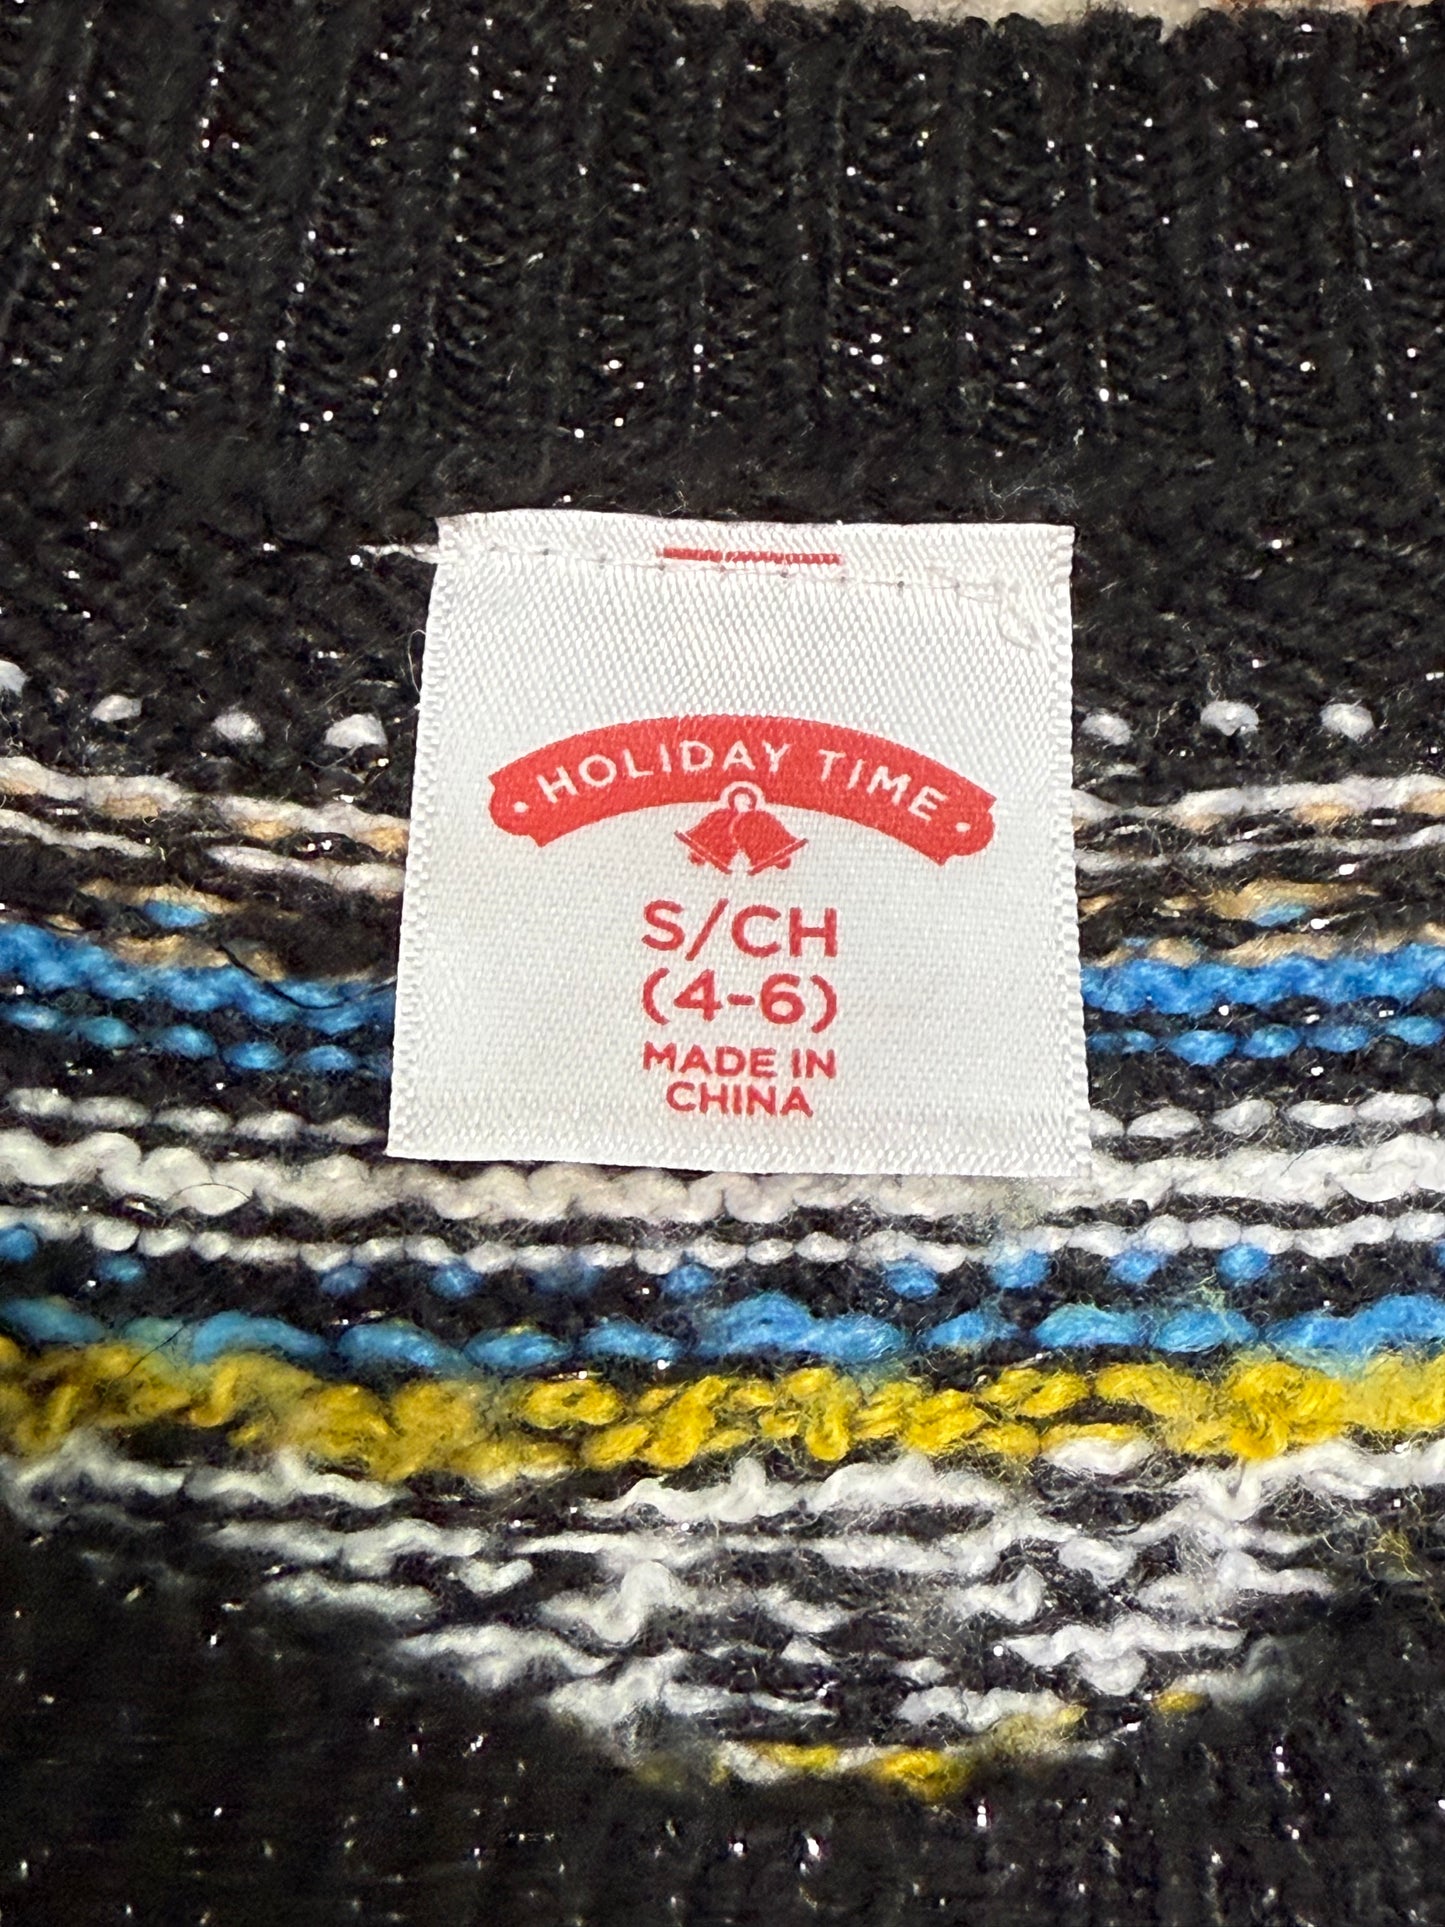 · HOLIDAY TIME ·
S/CH
(4-6)
MADE IN
CHINA